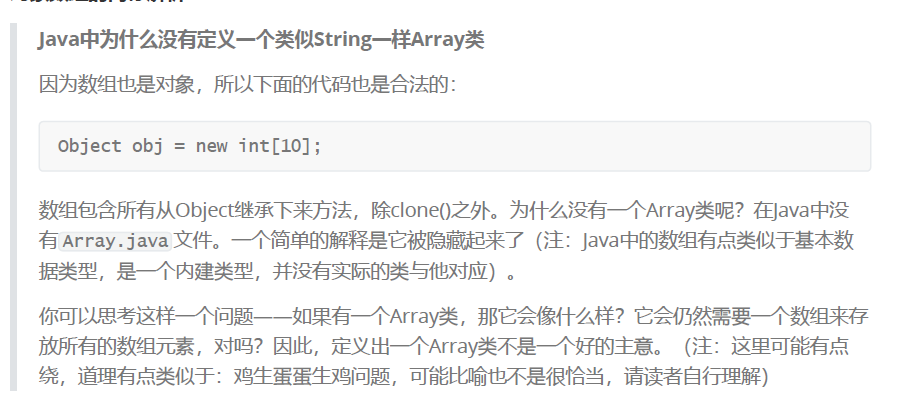 Java中为什么没有定义一个类似String一样Array类
因为数组也是对象，所以下面的代码也是合法的：
Object obj = new int[10];
数组包含所有从Object继承下来方法，除clone()之外。为什么没有一个Array类呢？在Java中没
有Array.java文件。一个简单的解释是它被隐藏起来了（注：Java中的数组有点类似于基本数
据类型，是一个内建类型，并没有实际的类与他对应）。
你可以思考这样一个问题——如果有一个Array类，那它会像什么样？它会仍然需要一个数组来存
放所有的数组元素，对吗？因此，定义出一个Array类不是一个好的主意。（注：这里可能有点
绕，道理有点类似于：鸡生蛋蛋生鸡问题，可能比喻也不是很恰当，请读者自行理解）